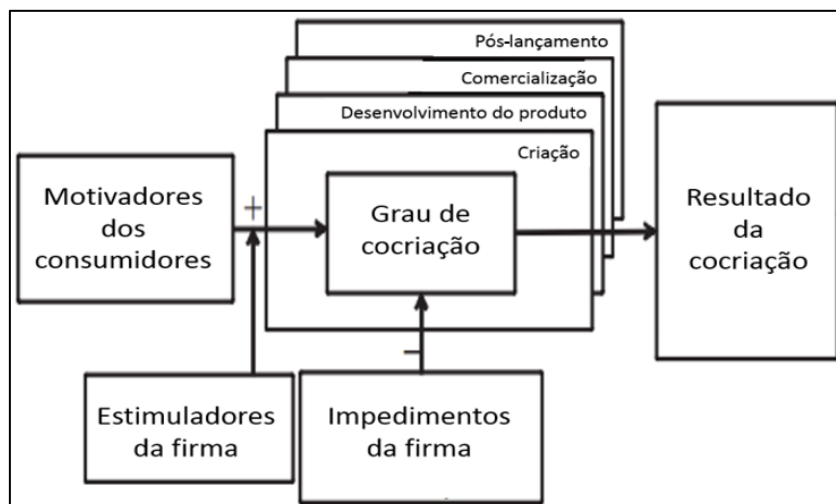 Pós-lançamento
Comercialização
Desenvolvimento do produto
Criação
Motivadores
dos
consumidores
+
Grau de
cocriação
Resultado
da
cocriação
−
Estimuladores
da firma
Impedimentos
da firma